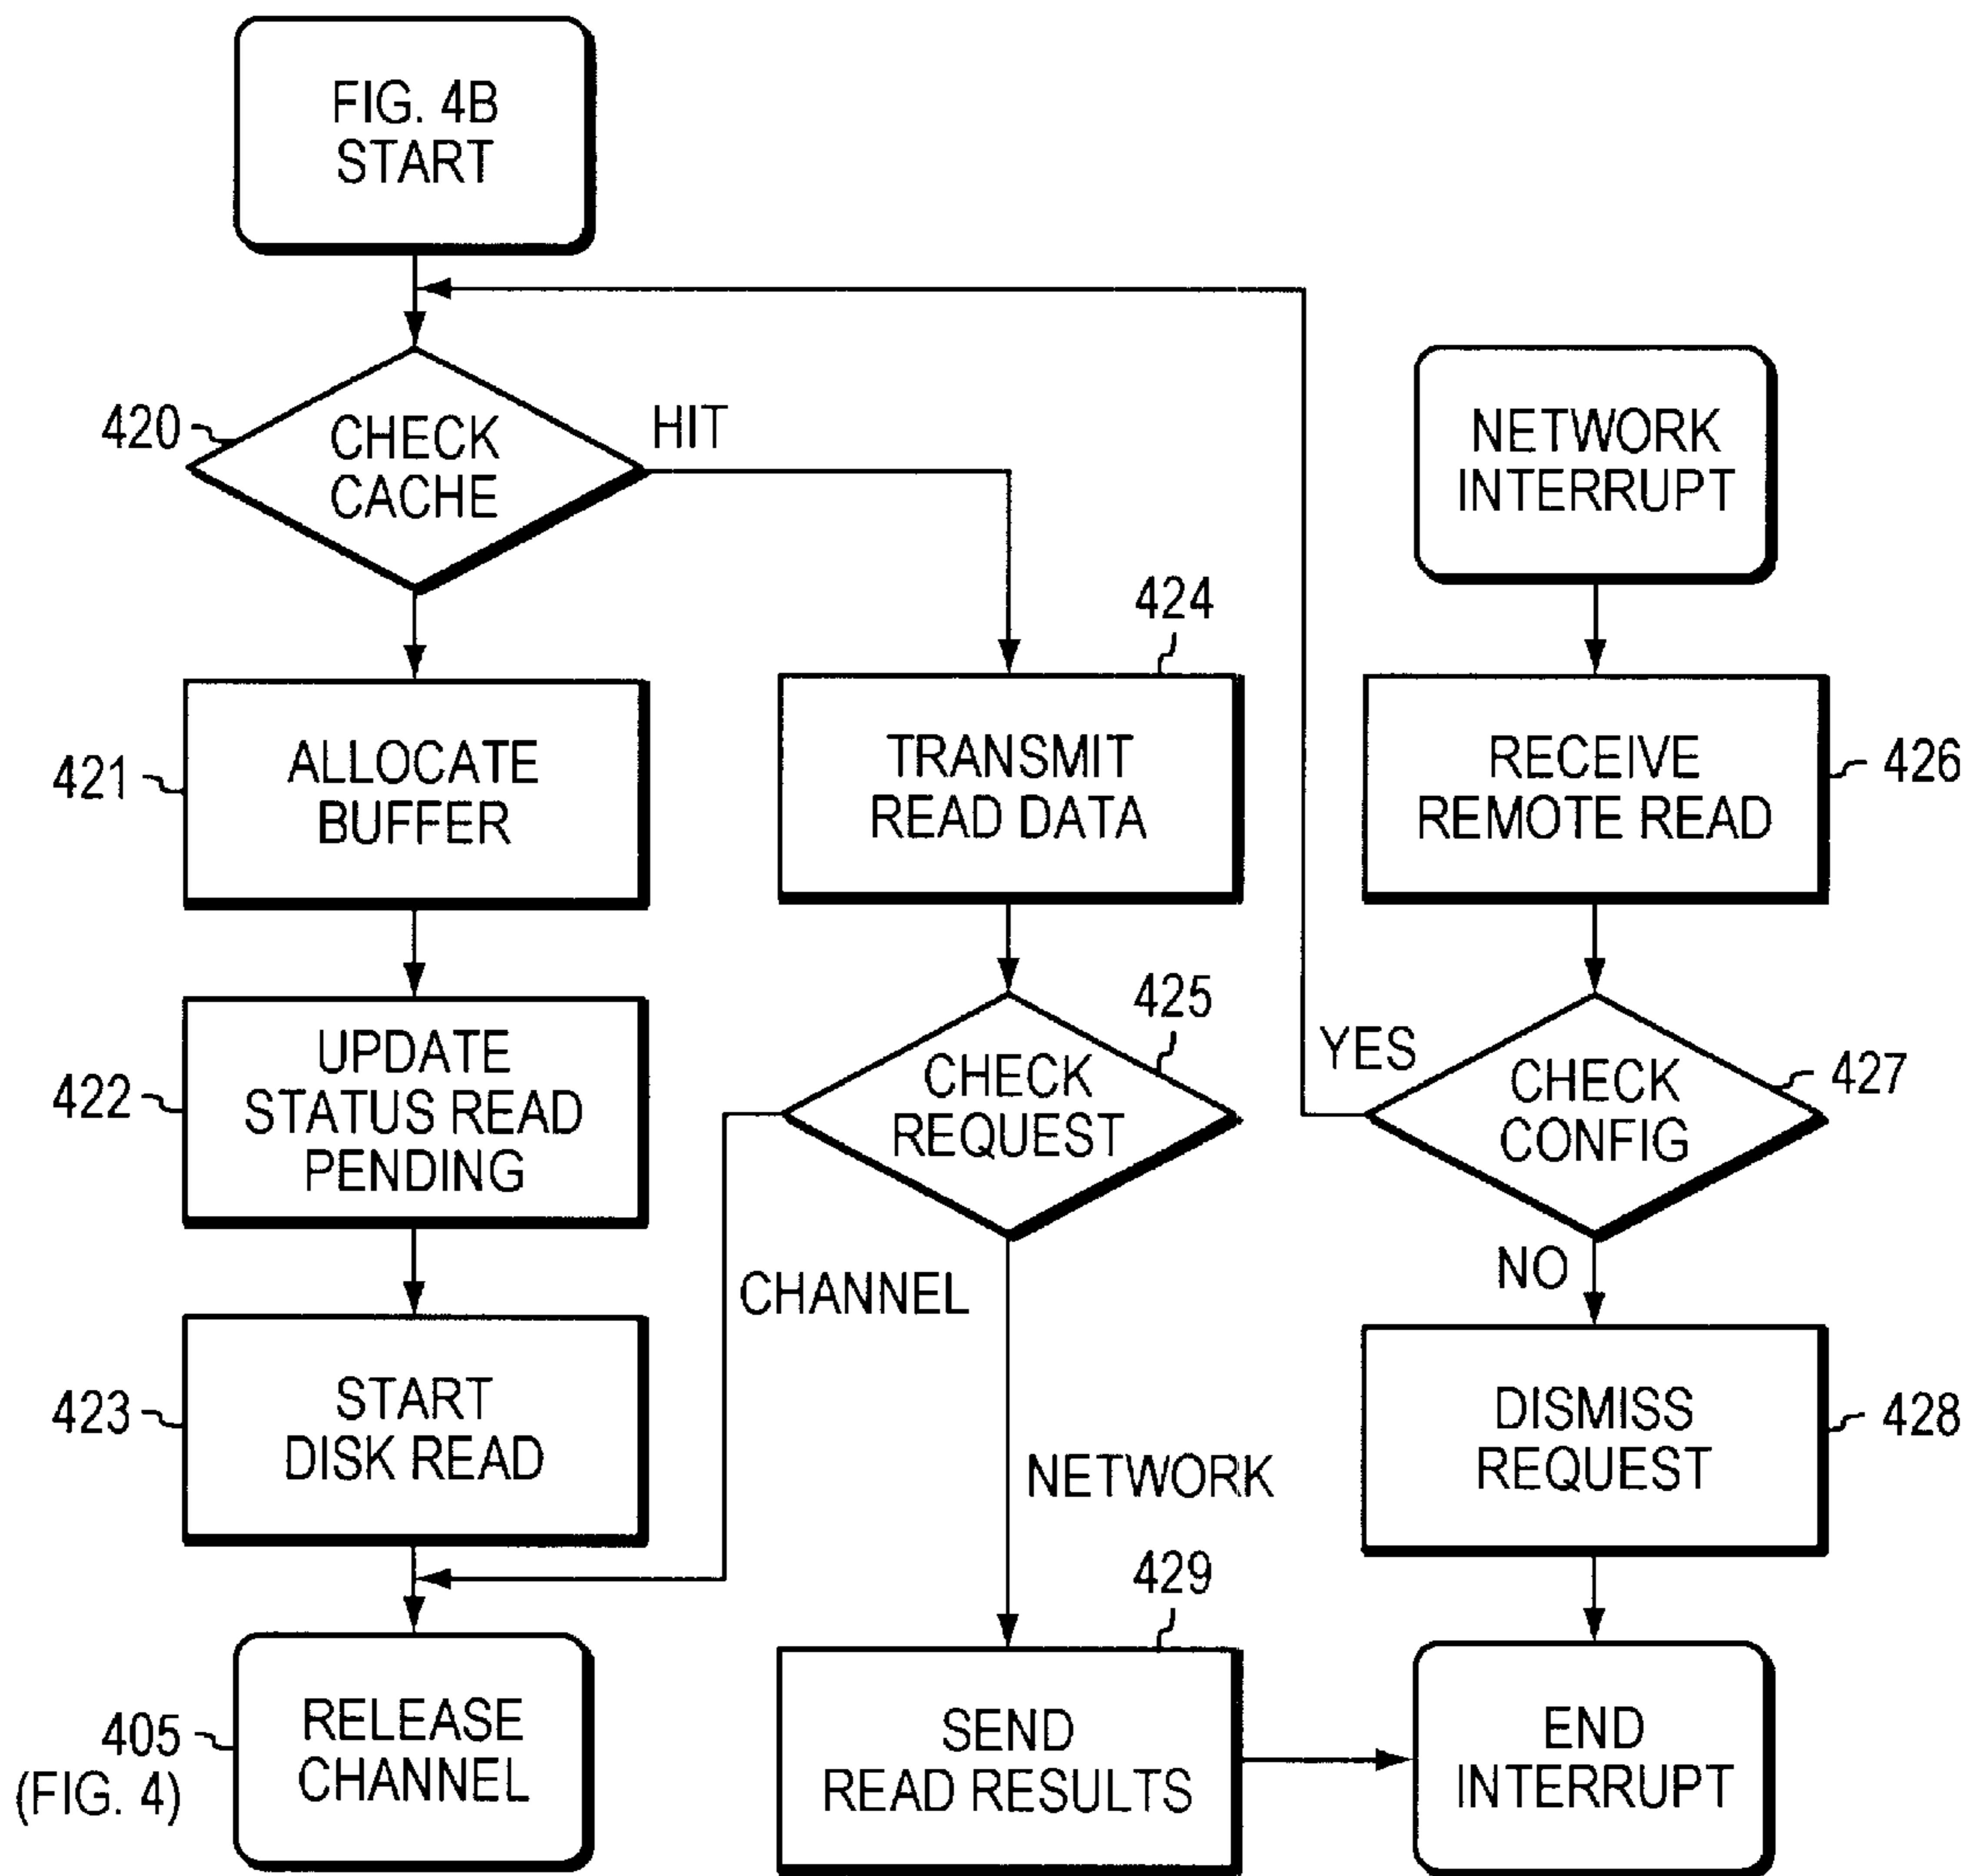 FIG. 4B
START
420
CHECK
CACHE
HIT
NETWORK
INTERRUPT
421
ALLOCATE
BUFFER
424
TRANSMIT
READ DATA
RECEIVE
REMOTE READ
426
422
UPDATE
STATUS READ
PENDING
425
CHECK
REQUEST
YES
CHECK
CONFIG
427
CHANNEL
NO
423
START
DISK READ
NETWORK
DISMISS
REQUEST
428
405
(FIG. 4)
RELEASE
CHANNEL
429
SEND
READ RESULTS
END
INTERRUPT